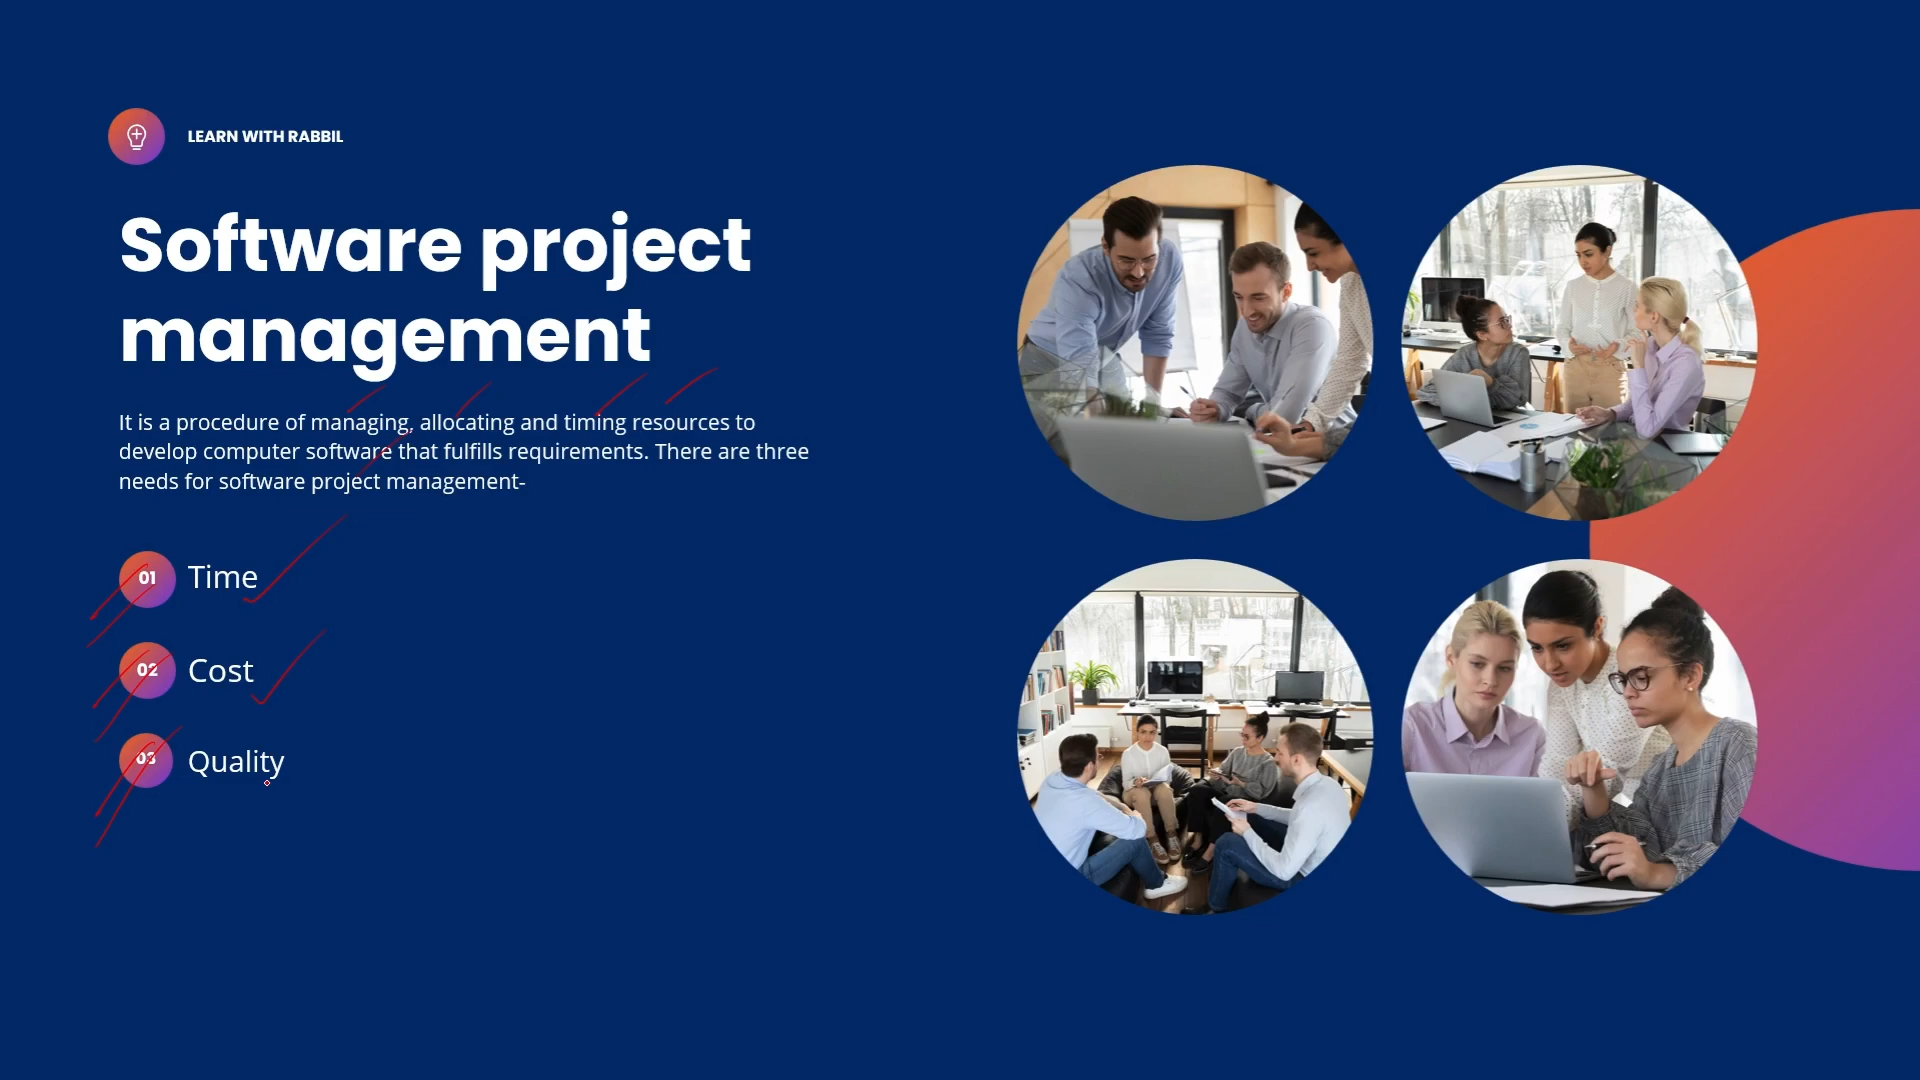 LEARN WITH RABBIL
Software project
management
It is a procedure of managing, allocating and timing resources to
develop computer software that fulfills requirements. There are three
needs for software project management-
01 Time
02 Cost
03 Quality